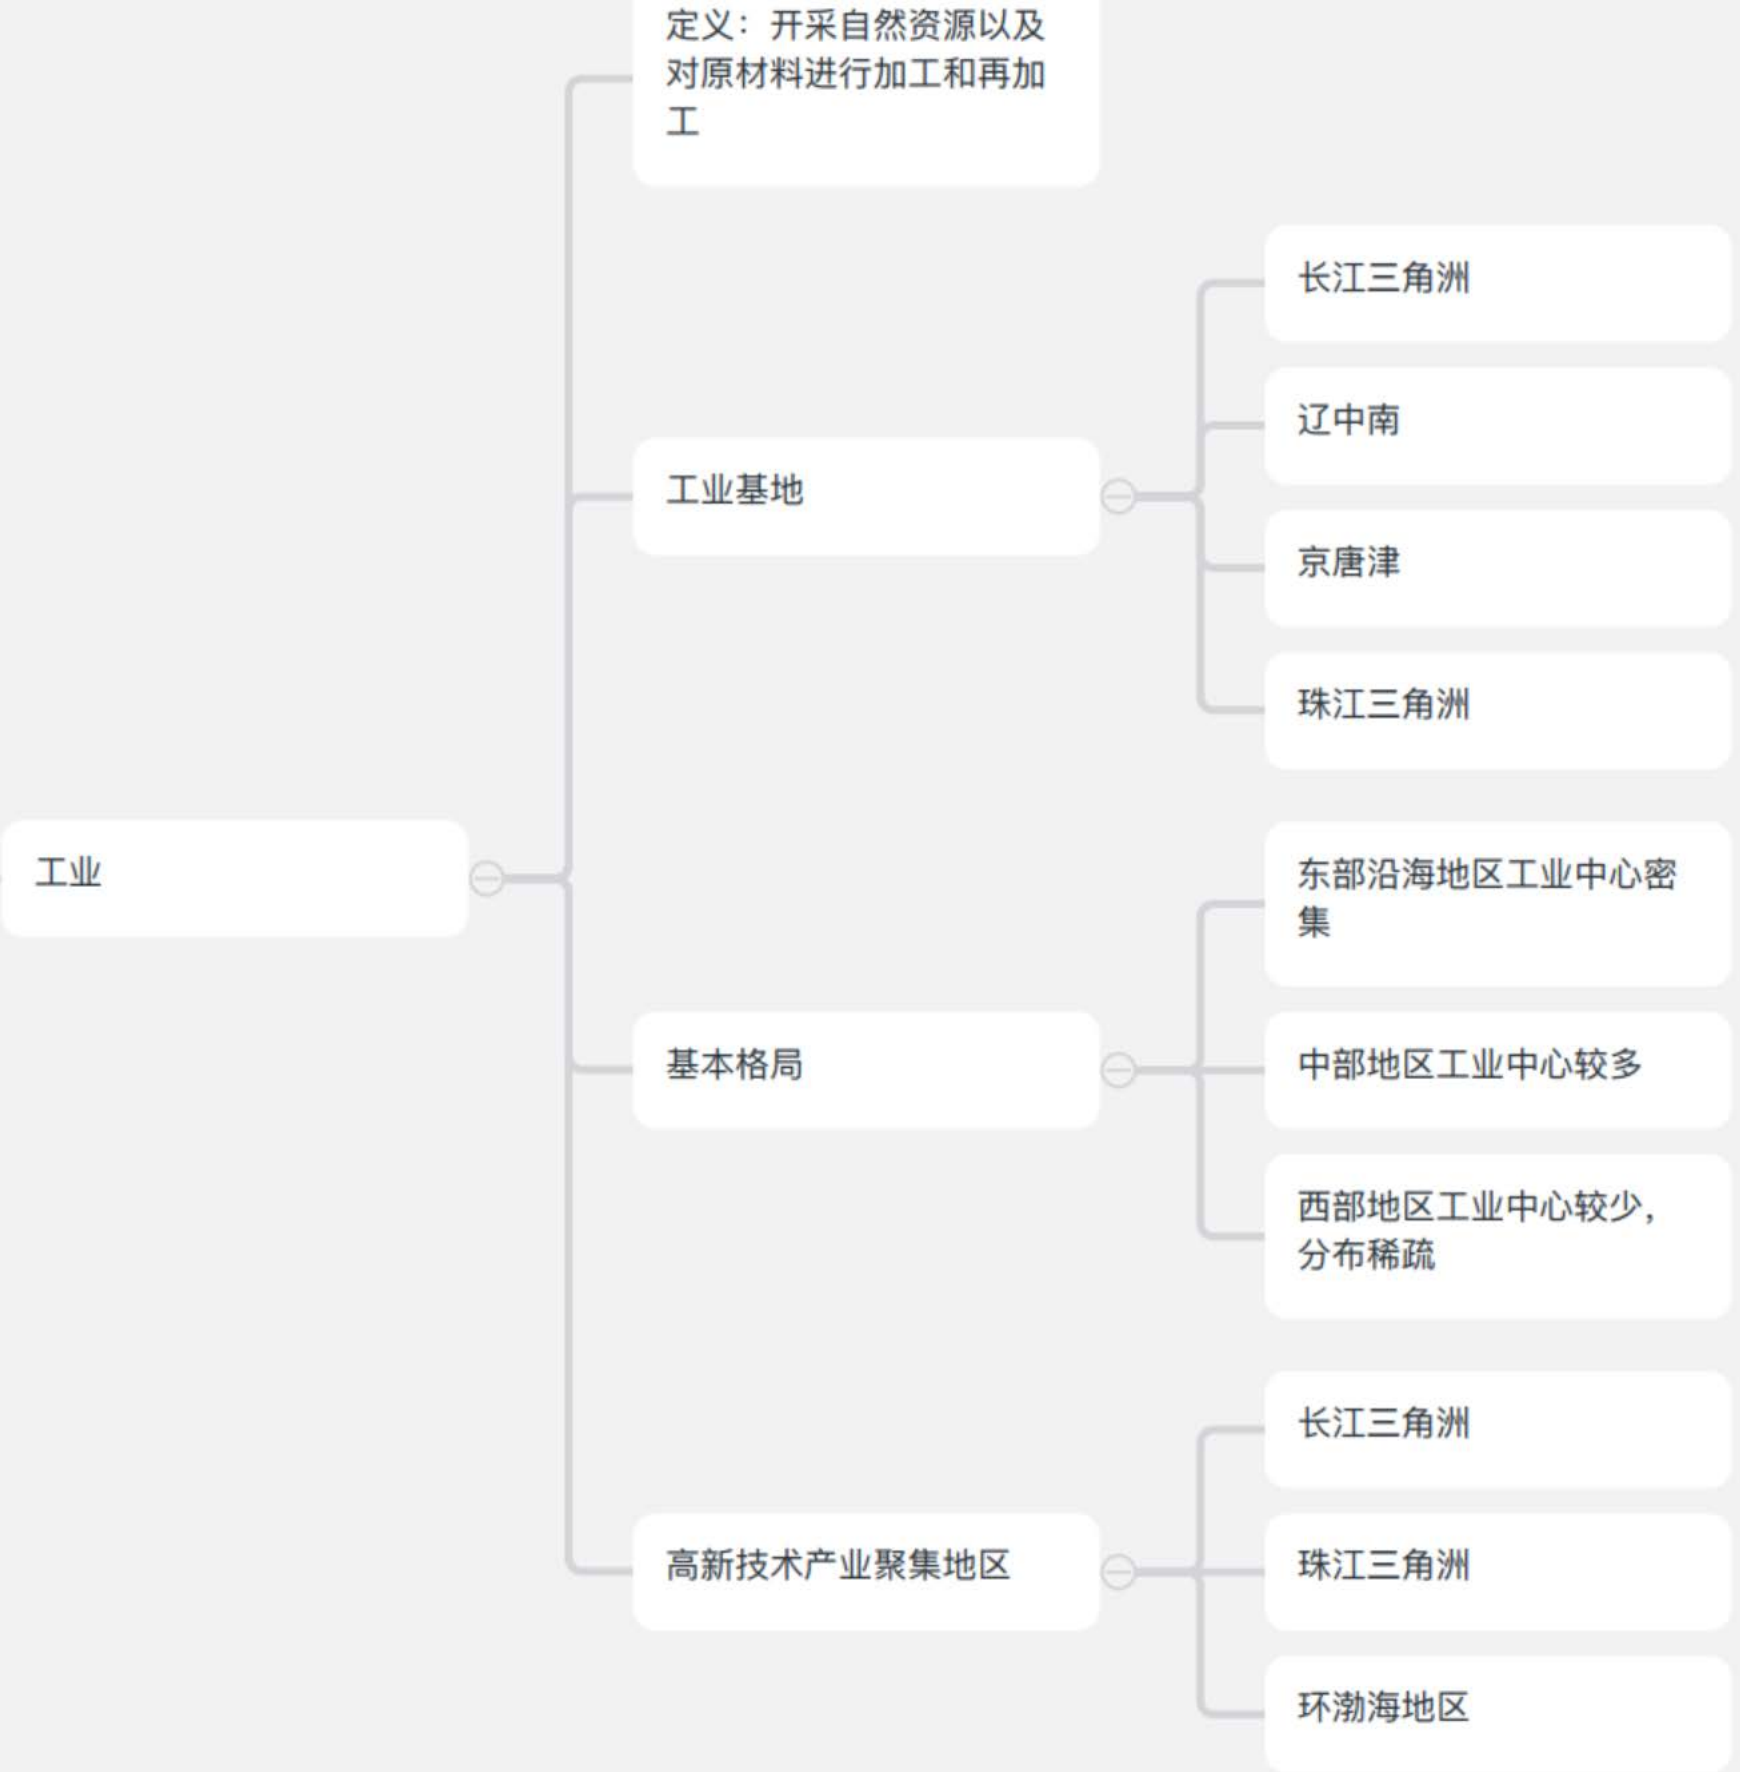 定义：开采自然资源以及
对原材料进行加工和再加
工
长江三角洲
辽中南
工业基地
京唐津
珠江三角洲
工业
东部沿海地区工业中心密
集
基本格局
中部地区工业中心较多
西部地区工业中心较少，
分布稀疏
长江三角洲
高新技术产业聚集地区
珠江三角洲
环渤海地区